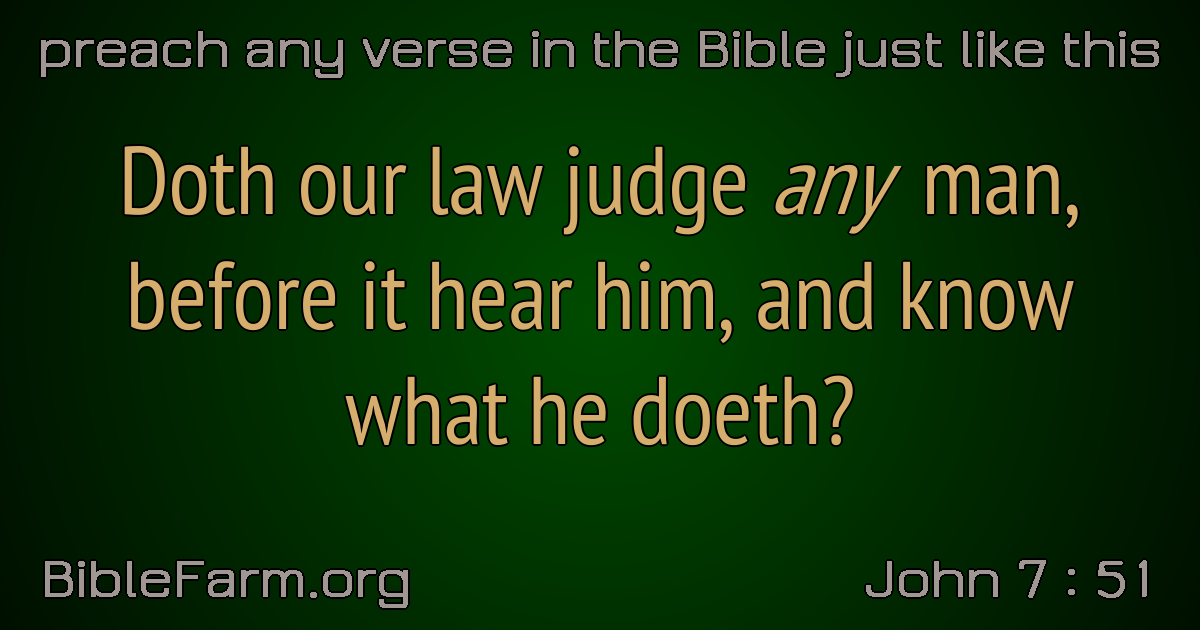 preach any verse in the Bible just like this
Doth our law judge any man,
before it hear him, and know
what he doeth?
BibleFarm.org
John 7 : 51